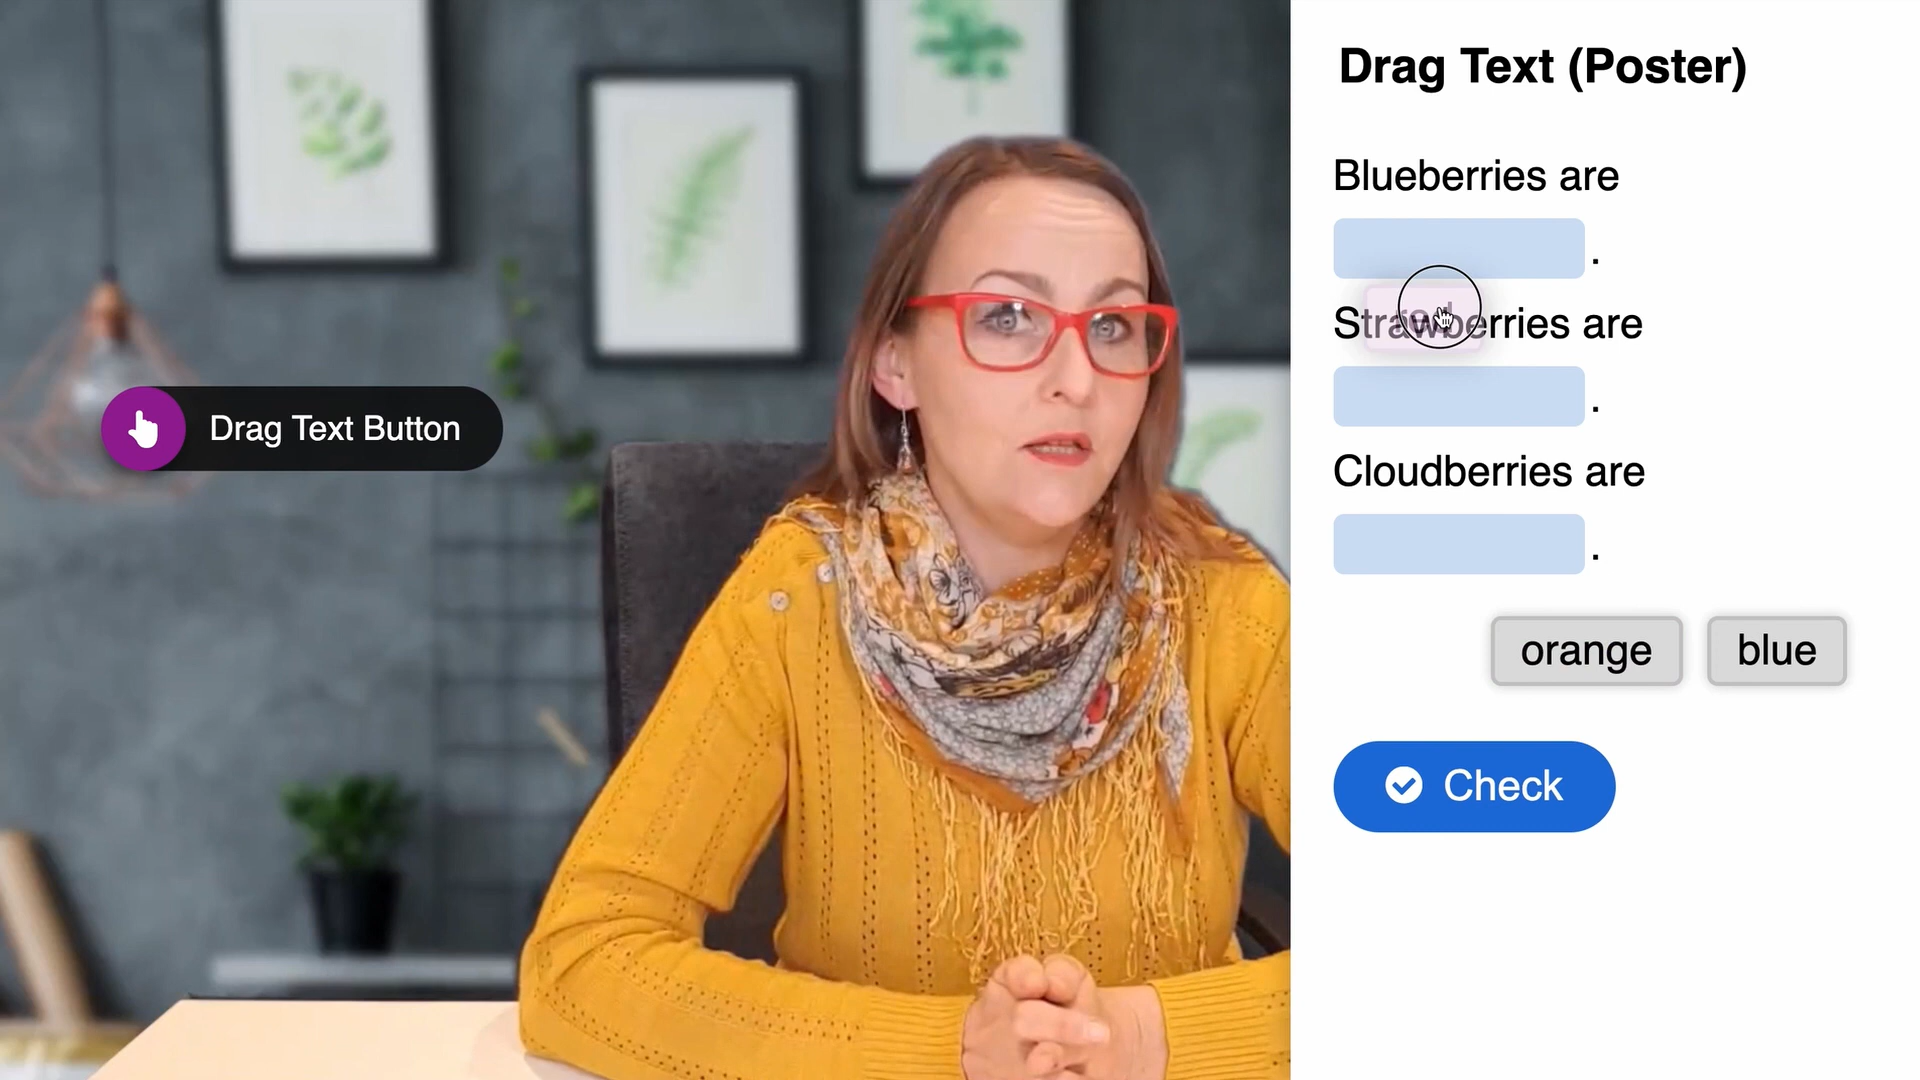 Drag Text (Poster)
Blueberries are
.
Strawberries are
.
Cloudberries are
.
orange blue
Check
Drag Text Button